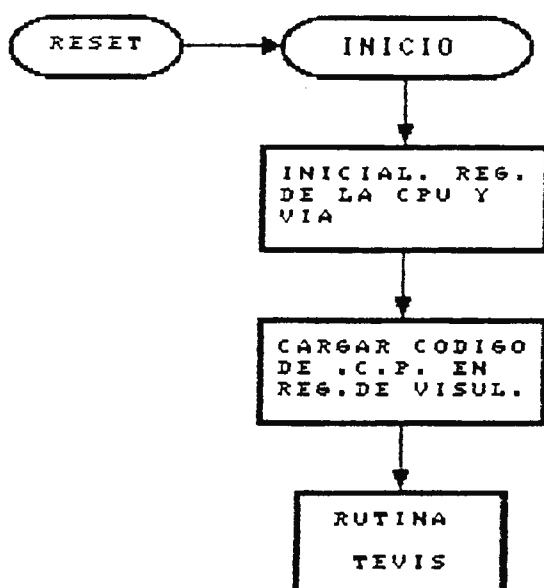 RESET
INICIO
INICIAL. REG.
DE LA CPU Y
VIA
CARGAR CODIGO
DE .C.P. EN
REG.DE VISUL.
RUTINA
TEVIS